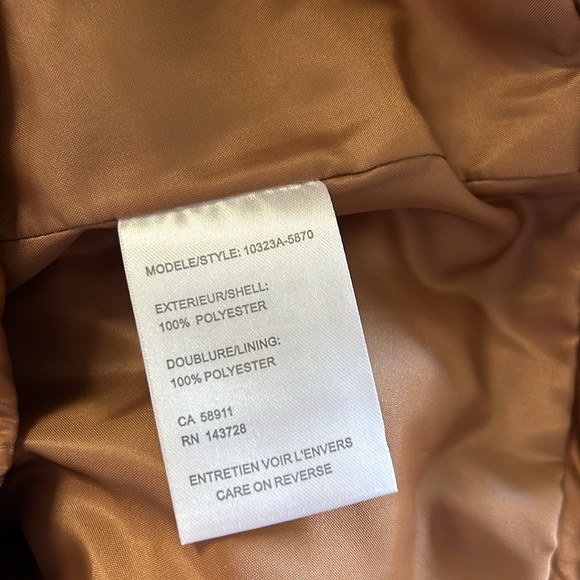 MODELE/STYLE: 10323A-5870
EXTERIEUR/SHELL:
100% POLYESTER
DOUBLURE/LINING:
100% POLYESTER
CA 58911
RN 143728
ENTRETIEN VOIR L'ENVERS
CARE ON REVERSE